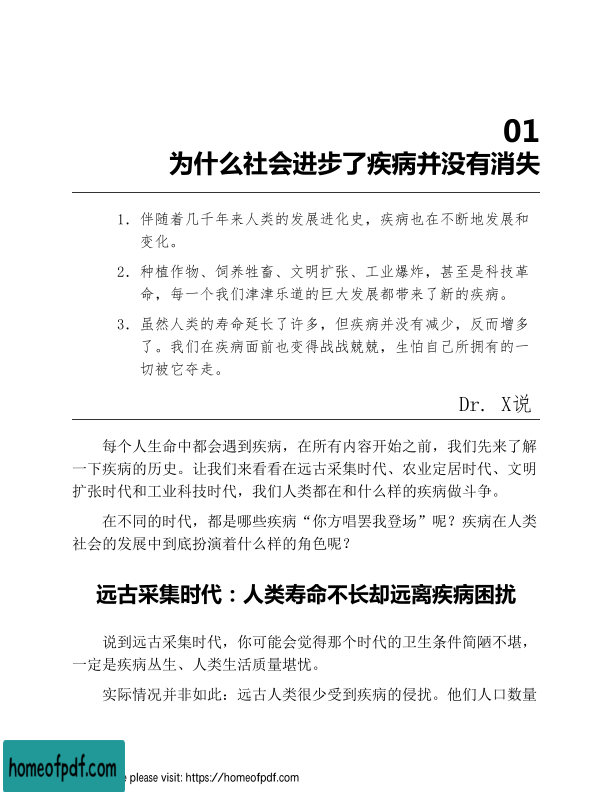 01
为什么社会进步了疾病并没有消失
1. 伴随着几千年来人类的发展进化史，疾病也在不断地发展和
变化。
2. 种植作物、饲养牲畜、文明扩张、工业爆炸，甚至是科技革
命，每一个我们津津乐道的巨大发展都带来了新的疾病。
3. 虽然人类的寿命延长了许多，但疾病并没有减少，反而增多
了。我们在疾病面前也变得战战兢兢，生怕自己所拥有的一
切被它夺走。
Dr. X说
每个人生命中都会遇到疾病，在所有内容开始之前，我们先来了解
一下疾病的历史。让我们来看看在远古采集时代、农业定居时代、文明
扩张时代和工业科技时代，我们人类都在和什么样的疾病做斗争。
在不同的时代，都是哪些疾病“你方唱罢我登场”呢？疾病在人类
社会的发展中到底扮演着什么样的角色呢？
远古采集时代：人类寿命不长却远离疾病困扰
说到远古采集时代，你可能会觉得那个时代的卫生条件简陋不堪，
一定是疾病丛生、人类生活质量堪忧。
实际情况并非如此：远古人类很少受到疾病的侵扰。他们人口数量
homeofpdf.com
please visit: https://homeofpdf.com